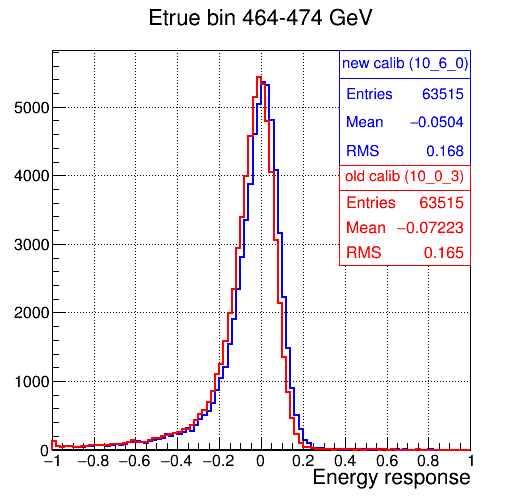 Etrue bin 464-474 GeV
new calib (10_6_0)
Entries 63515
Mean −0.0504
RMS 0.168
old calib (10_0_3)
Entries 63515
Mean −0.07223
RMS 0.165
5000
4000
3000
2000
1000
0
−1 −0.8 −0.6 −0.4 −0.2 0 0.2 0.4 0.6 0.8 1
Energy response